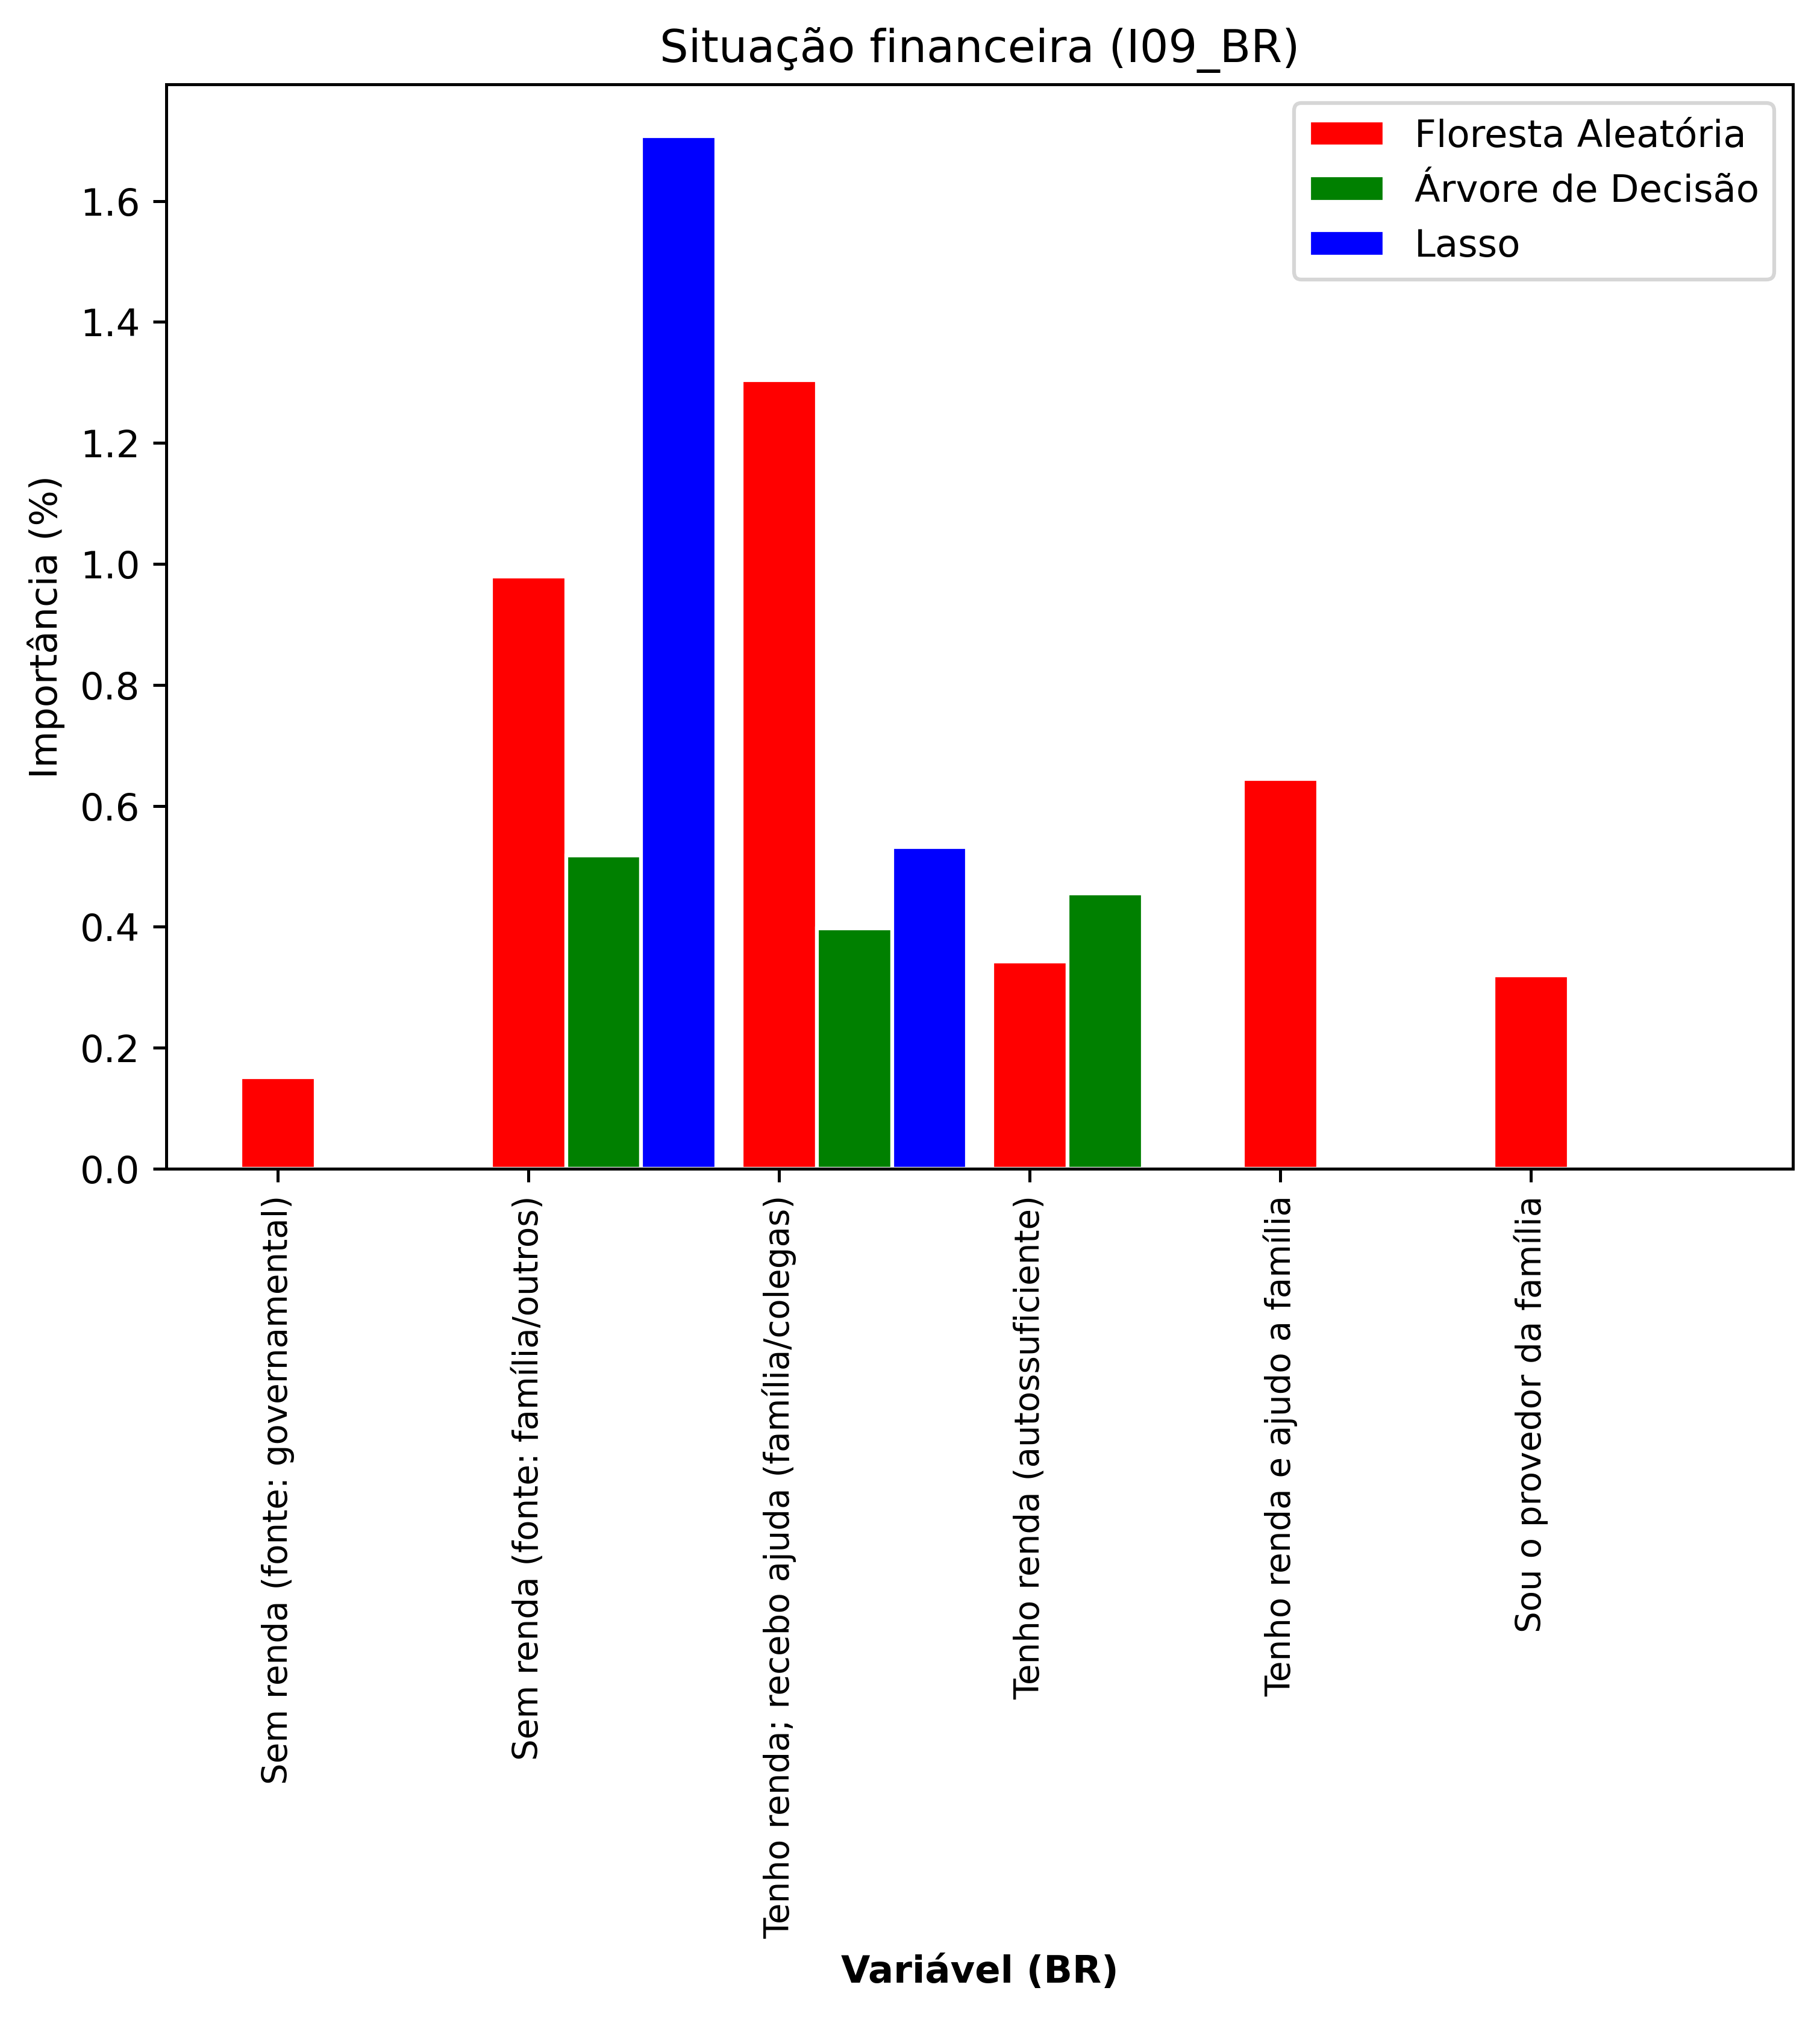 Situação financeira (I09_BR)
Floresta Aleatória
Árvore de Decisão
Lasso
Importância (%)
1.6
1.4
1.2
1.0
0.8
0.6
0.4
0.2
0.0
Sem renda (fonte: governamental)
Sem renda (fonte: família/outros)
Tenho renda; recebo ajuda (família/colegas)
Tenho renda (autossuficiente)
Tenho renda e ajudo a família
Sou o provedor da família
Variável (BR)